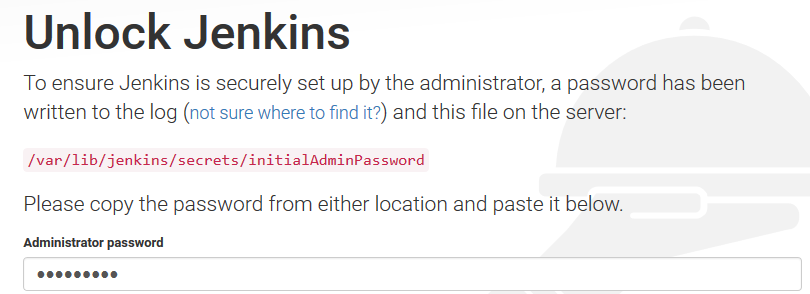 Unlock Jenkins
To ensure Jenkins is securely set up by the administrator, a password has been
written to the log (not sure where to find it?) and this file on the server:
/var/lib/jenkins/secrets/initialAdminPassword
Please copy the password from either location and paste it below.
Administrator password
•••••••••